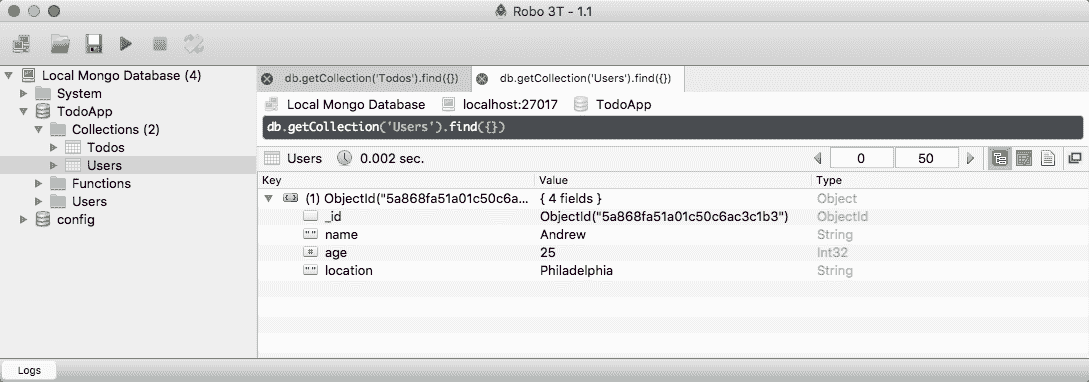 Robo 3T - 1.1
Local Mongo Database (4)
System
TodoApp
Collections (2)
Todos
Users
Functions
Users
config
db.getCollection('Todos').find({})
db.getCollection('Users').find({})
Local Mongo Database localhost:27017 TodoApp
db.getCollection('Users').find({})
Users 0.002 sec. 0 50
Key Value Type
(1) ObjectId("5a868fa51a01c50c6a... { 4 fields } Object
_id ObjectId("5a868fa51a01c50c6ac3c1b3") ObjectId
"" name Andrew String
# age 25 Int32
"" location Philadelphia String
Logs